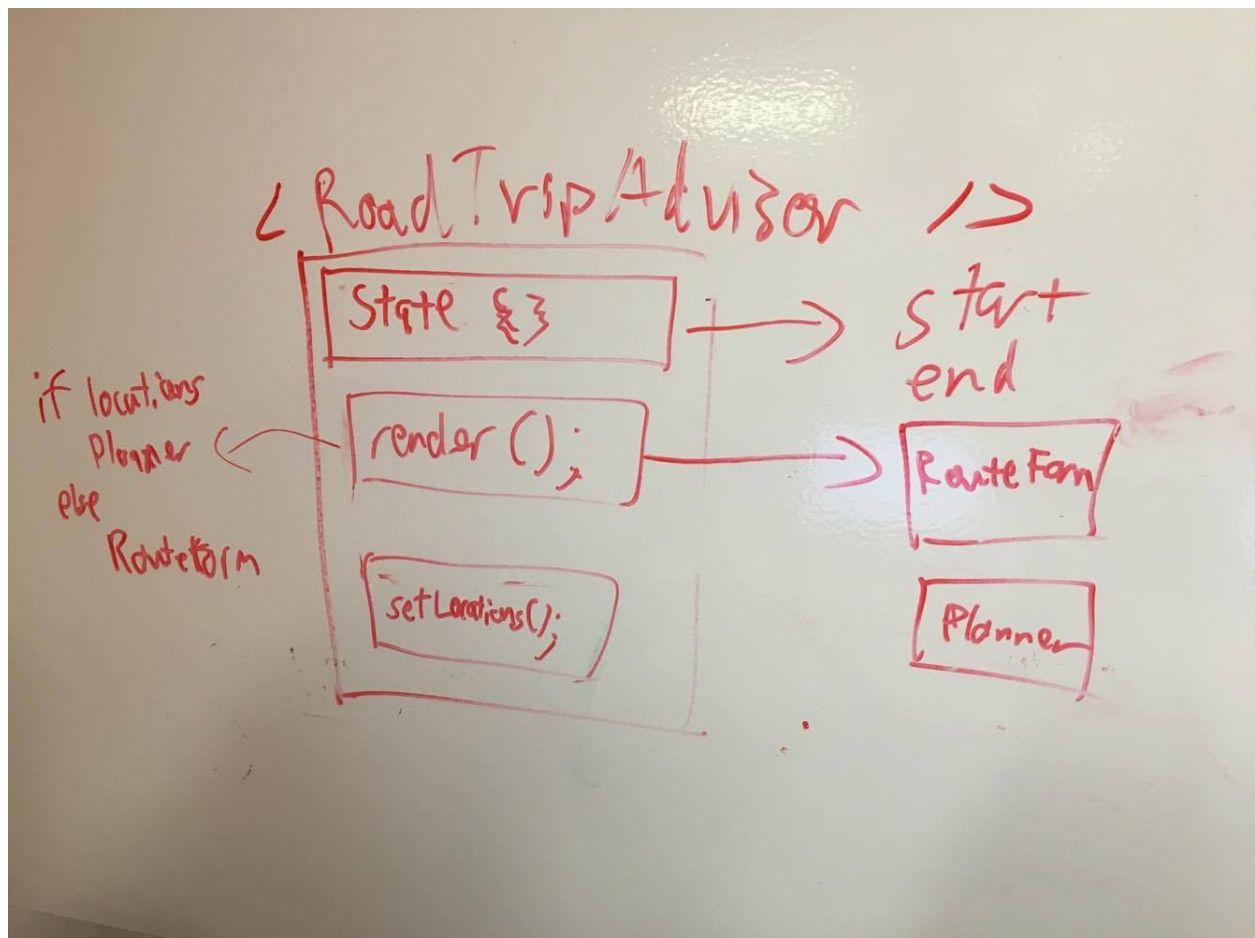 <RoadTripAdvisor />
State {}
start
end
if locations
Planner
else
RouteForm
render();
RouteForm
setLocations();
Planner